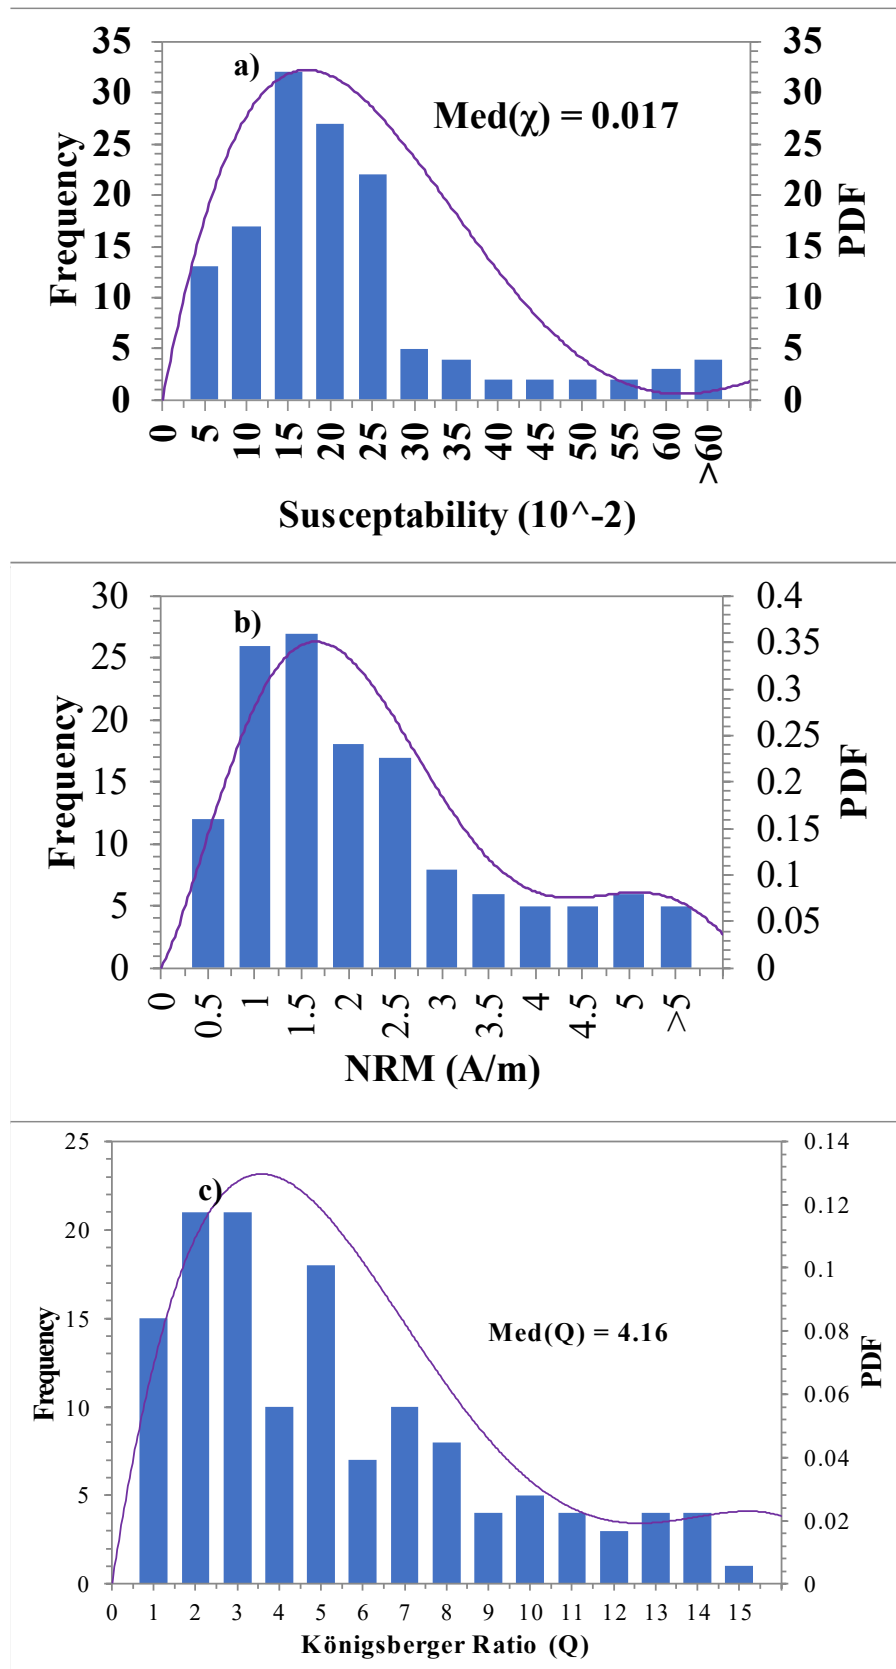 a)
Med(χ) = 0.017
Frequency
PDF
35
30
25
20
15
10
5
0
35
30
25
20
15
10
5
0
0 5 10 15 20 25 30 35 40 45 50 55 60 >60
Susceptability (10^-2)
b)
Frequency
PDF
30
25
20
15
10
5
0
0.4
0.35
0.3
0.25
0.2
0.15
0.1
0.05
0
0 0.5 1 1.5 2 2.5 3 3.5 4 4.5 5 >5
NRM (A/m)
c)
Med(Q) = 4.16
Frequency
PDF
25
20
15
10
5
0
0.14
0.12
0.1
0.08
0.06
0.04
0.02
0
0 1 2 3 4 5 6 7 8 9 10 11 12 13 14 15
Königsberger Ratio (Q)